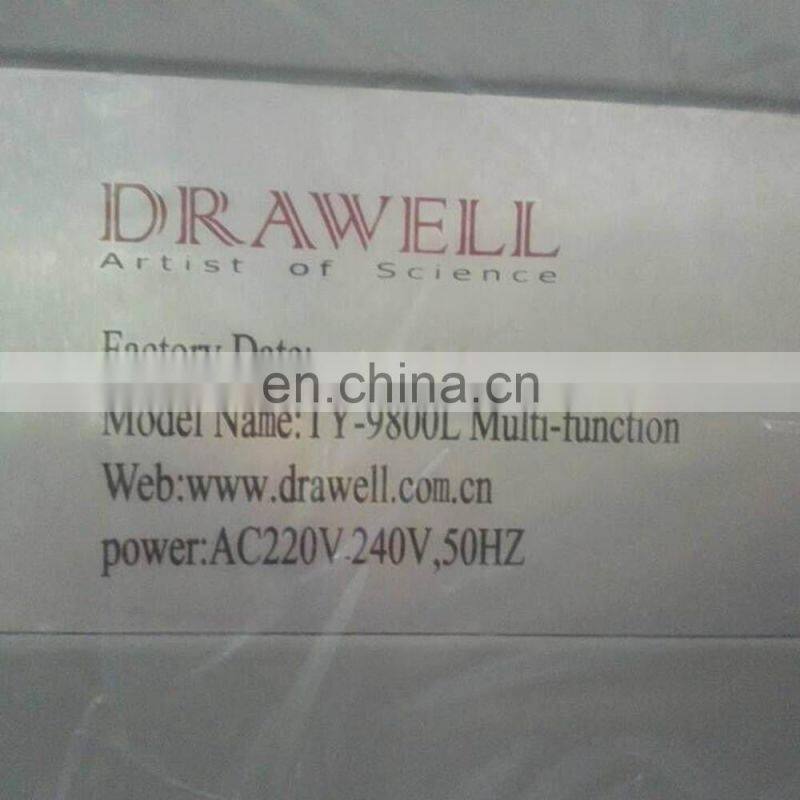 DRAWELL
Artist of Science
Factory Date:
en.china.cn
Model Name:TY-9800L Multi-function
Web:www.drawell.com.cn
power:AC220V-240V,50HZ